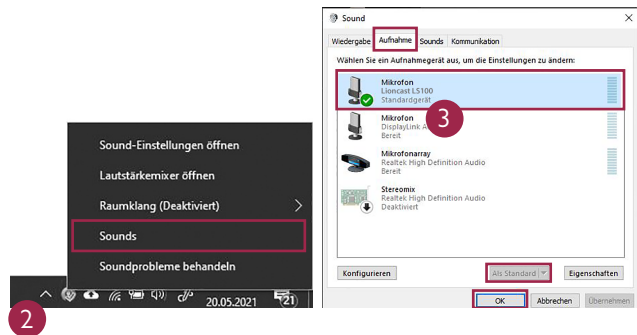 Sound-Einstellungen öffnen
Lautstärkemixer öffnen
Raumklang (Deaktiviert)
Sounds
Soundprobleme behandeln
20.05.2021
21
2
Sound
Wiedergabe Aufnahme Sounds Kommunikation
Wählen Sie ein Aufnahmegerät aus, um die Einstellungen zu ändern:
Mikrofon
Lioncast LS100
Standardgerät
3
Mikrofon
DisplayLink A
Bereit
Mikrofonarray
Realtek High Definition Audio
Bereit
Stereomix
Realtek High Definition Audio
Deaktiviert
Konfigurieren Als Standard Eigenschaften
OK Abbrechen Übernehmen